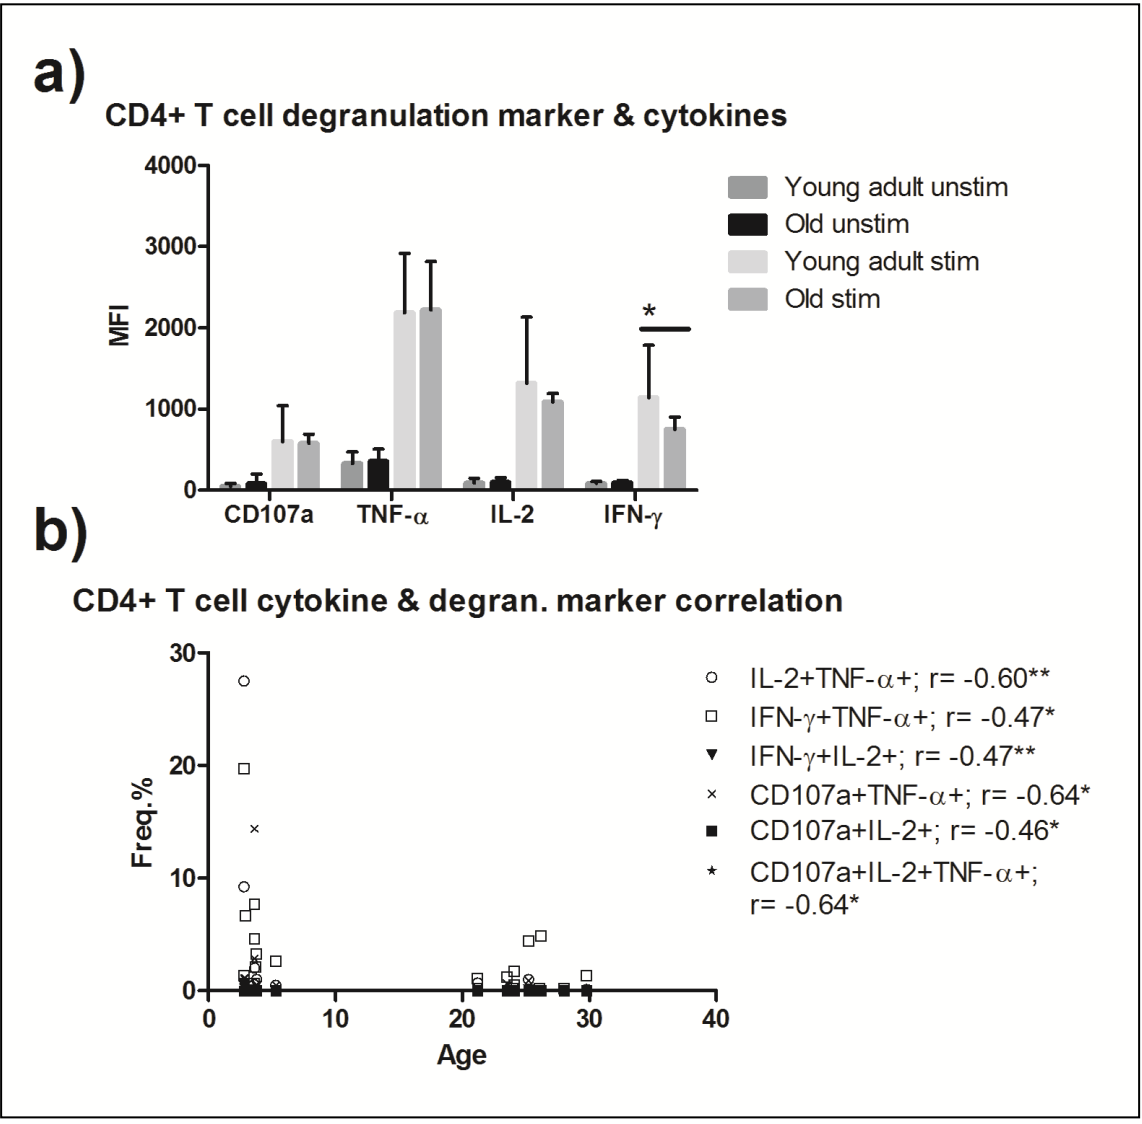 a)
CD4+ T cell degranulation marker & cytokines
4000
3000
2000
1000
0
MFI
CD107a
TNF-α
IL-2
IFN-γ
*
Young adult unstim
Old unstim
Young adult stim
Old stim
b)
CD4+ T cell cytokine & degran. marker correlation
30
20
10
0
Freq.%
0
10
20
30
40
Age
IL-2+TNF-α+; r= -0.60**
IFN-γ+TNF-α+; r= -0.47*
IFN-γ+IL-2+; r= -0.47**
CD107a+TNF-α+; r= -0.64*
CD107a+IL-2+; r= -0.46*
CD107a+IL-2+TNF-α+;
r= -0.64*